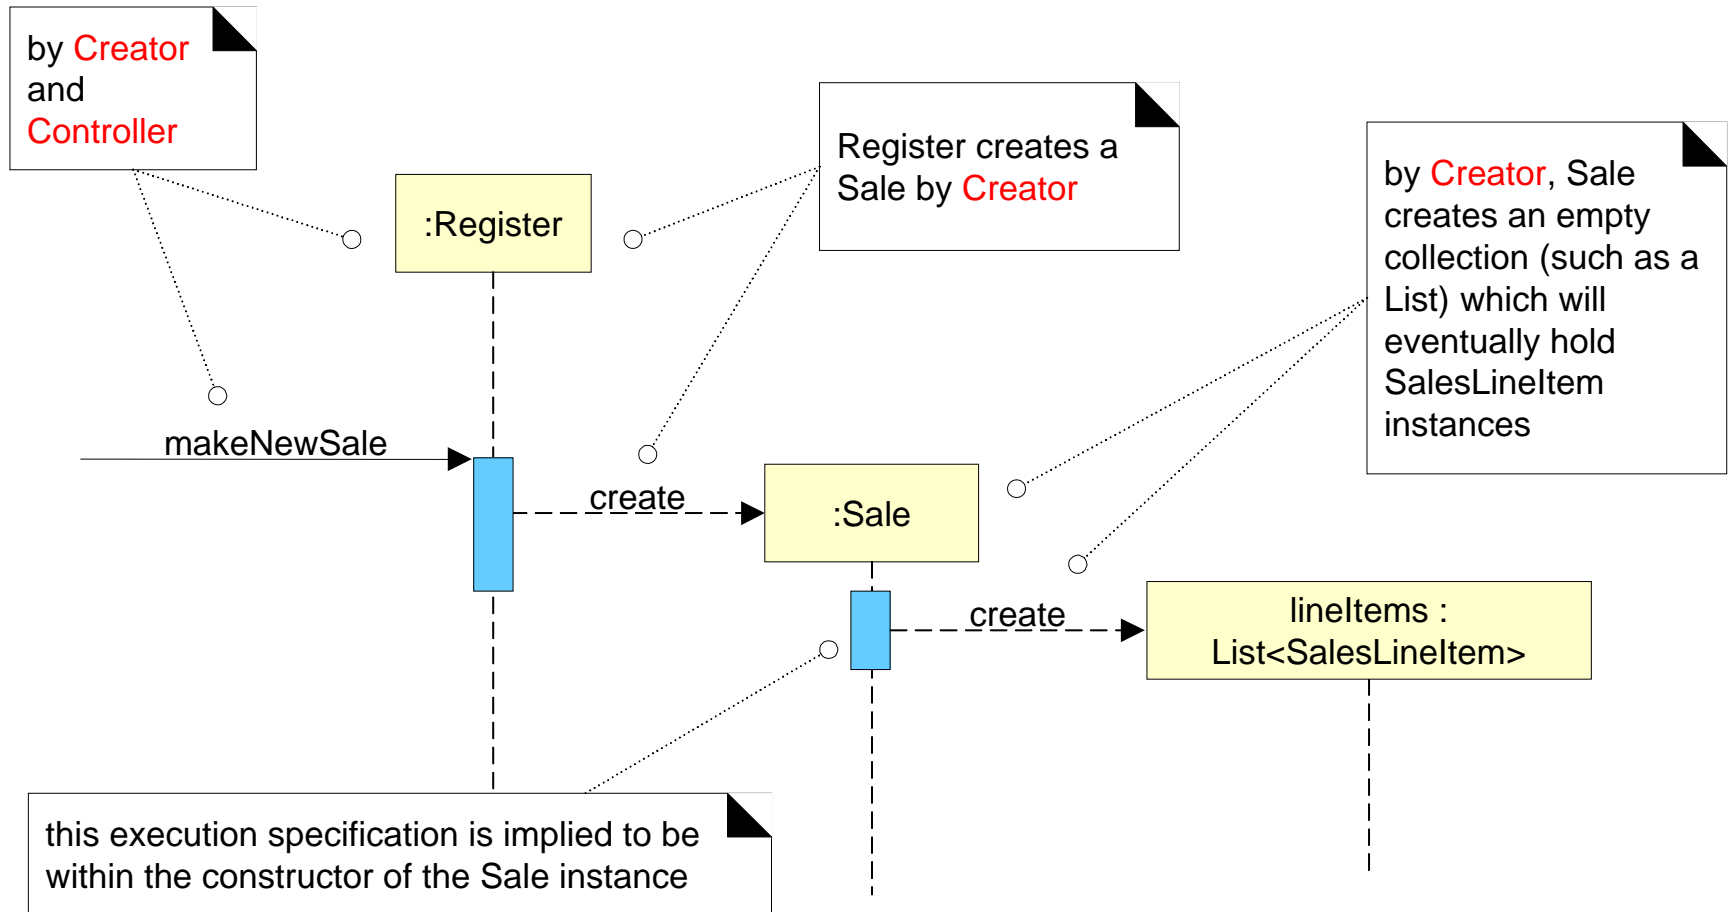 by Creator
and
Controller
:Register
Register creates a
Sale by Creator
by Creator, Sale
creates an empty
collection (such as a
List) which will
eventually hold
SalesLineItem
instances
makeNewSale
create
:Sale
create
lineItems :
List<SalesLineItem>
this execution specification is implied to be
within the constructor of the Sale instance